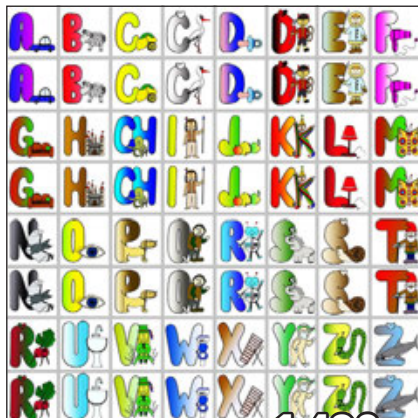 A B C C D D E F
A B C C D D E F
G H CH I J K L M
G H CH I J K L M
N O P Q R S S T
N O P Q R S S T
R U V W X Y Z Z
R U V W X Y Z Z